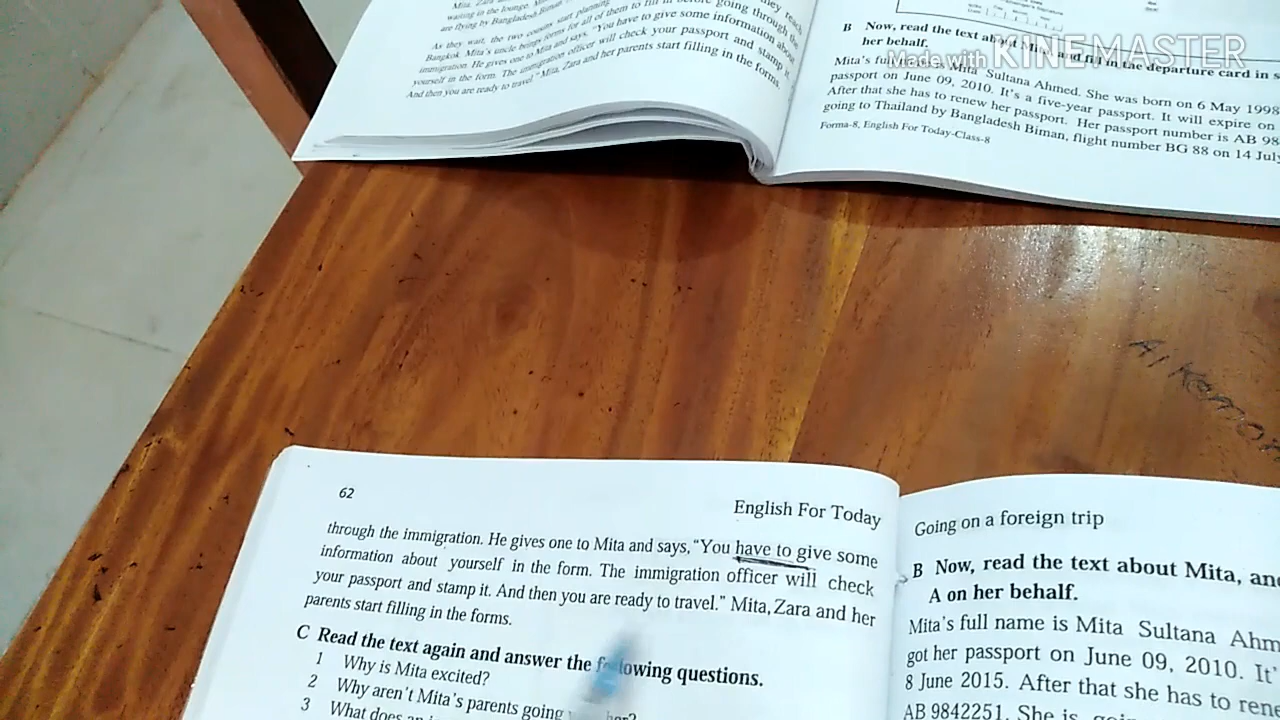 Mita, Zara
waiting in the lounge.
are flying by Bangladesh Biman
they reach
As they wait, the two cousins start planning
Bangkok. Mita's uncle brings forms for all of them to fill in before going through the
immigration. He gives one to Mita and says, "You have to give some information about
yourself in the form. The immigration officer will check your passport and stamp it.
And then you are ready to travel." Mita, Zara and her parents start filling in the forms.
B Now, read the text about Mita and fill in the departure card in
her behalf.
Mita's full Mita Sultana Ahmed. She was born on 6 May 1998
passport on June 09, 2010. It's a five-year passport. It will expire on
After that she has to renew her passport. Her passport number is AB 98
going to Thailand by Bangladesh Biman, flight number BG 88 on 14 July
Forma-8, English For Today-Class-8
Made with KINEMASTER
Al Kamon
62
English For Today
through the immigration. He gives one to Mita and says, "You have to give some
information about yourself in the form. The immigration officer will check
your passport and stamp it. And then you are ready to travel." Mita, Zara and her
parents start filling in the forms.
C Read the text again and answer the following questions.
1 Why is Mita excited?
2 Why aren't Mita's parents going her?
3 What does an
Going on a foreign trip
B Now, read the text about Mita, and
A on her behalf.
Mita's full name is Mita Sultana Ahm
got her passport on June 09, 2010. It'
8 June 2015. After that she has to rene
AB 9842251. She is goin